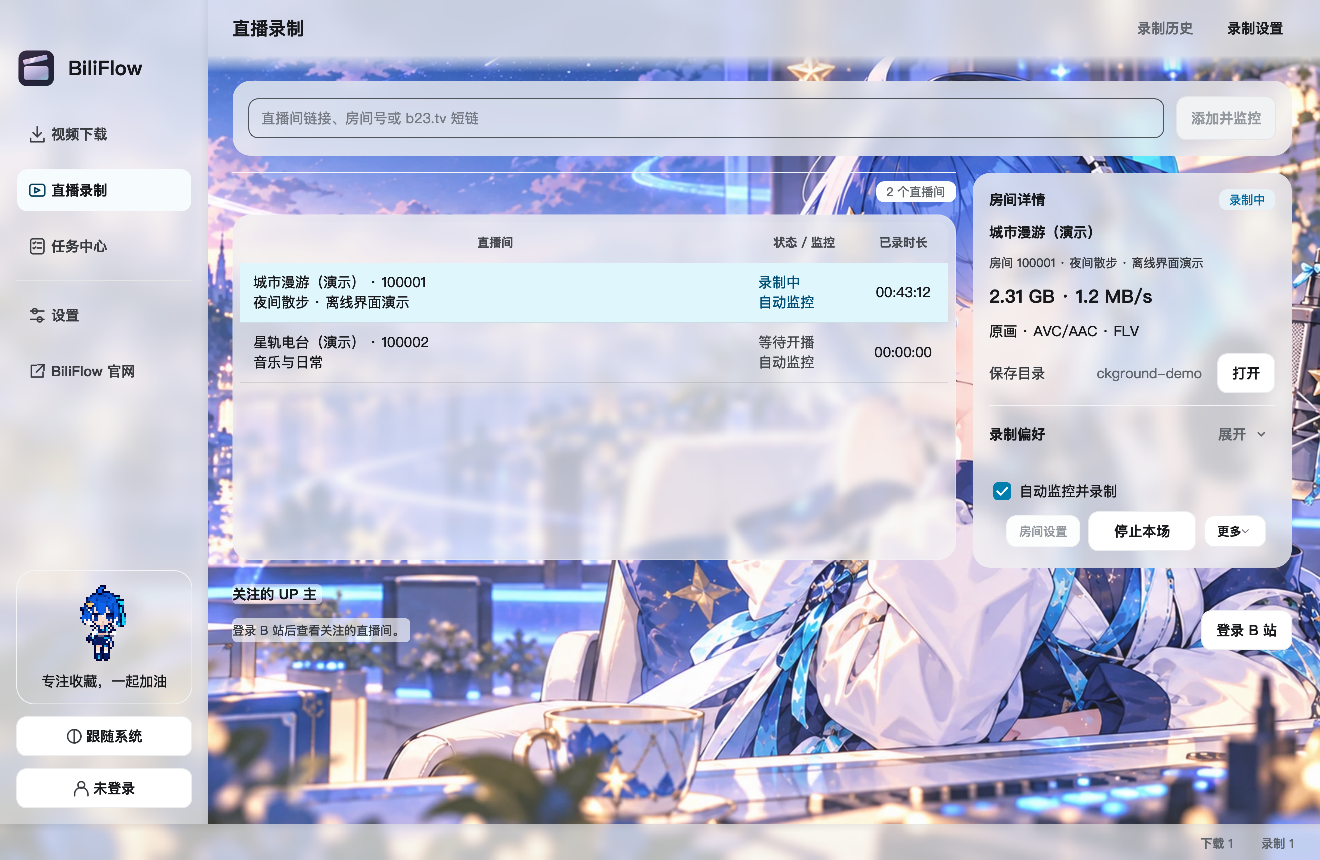 BiliFlow
视频下载
直播录制
任务中心
设置
BiliFlow 官网
专注收藏，一起加油
跟随系统
未登录
直播录制
录制历史
录制设置
直播间链接、房间号或 b23.tv 短链
添加并监控
2 个直播间
直播间
状态 / 监控
已录时长
城市漫游（演示） · 100001
夜间散步 · 离线界面演示
录制中
自动监控
00:43:12
星轨电台（演示） · 100002
音乐与日常
等待开播
自动监控
00:00:00
房间详情
录制中
城市漫游（演示）
房间 100001 · 夜间散步 · 离线界面演示
2.31 GB · 1.2 MB/s
原画 · AVC/AAC · FLV
保存目录
ckground-demo
打开
录制偏好
展开
自动监控并录制
房间设置
停止本场
更多
关注的 UP 主
登录 B 站后查看关注的直播间。
登录 B 站
下载 1
录制 1